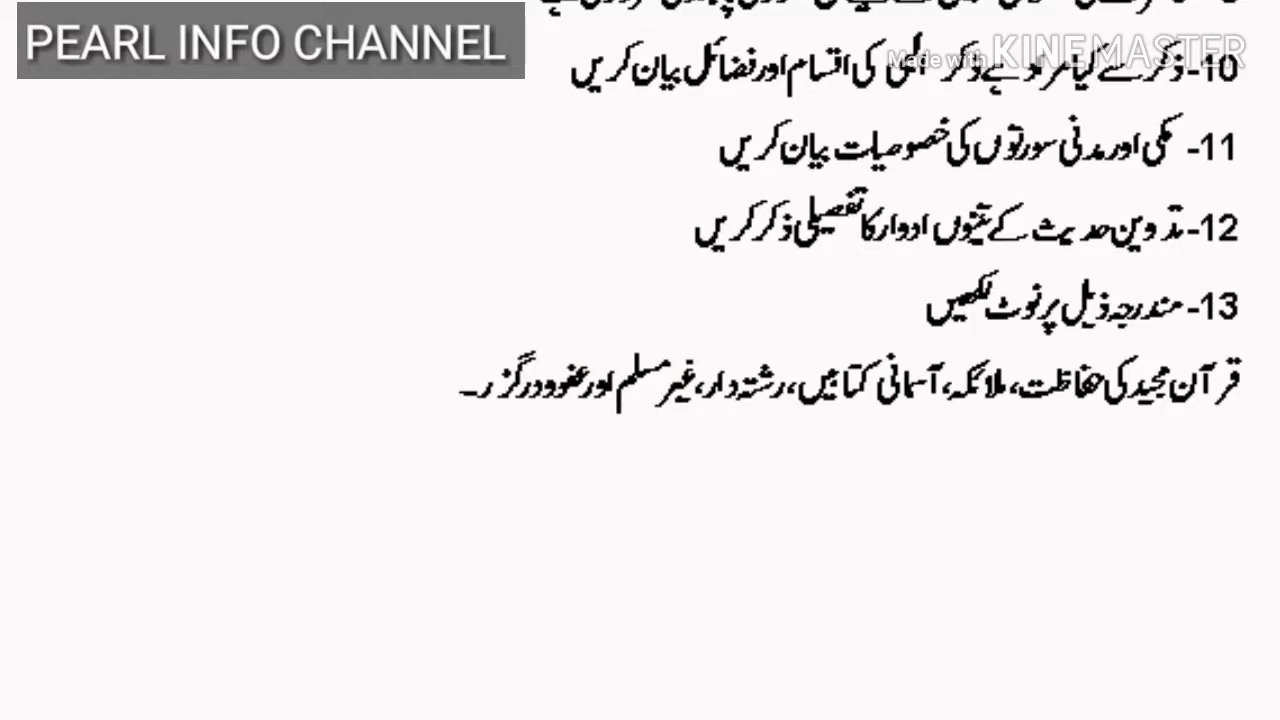 PEARL INFO CHANNEL
Made with KINEMASTER
10- ذکر سے کیا مراد ہے ذکر الٰہی کی اقسام اور فضائل بیان کریں
11- مکی اور مدنی سورتوں کی خصوصیات بیان کریں
12- تدوین حدیث کے تینوں ادوار کا تفصیلی ذکر کریں
13- مندرجہ ذیل پر نوٹ لکھیں
قرآن مجید کی حفاظت، ملائکہ، آسمانی کتابیں، رشتہ دار، غیر مسلم اور عفو و درگزر۔